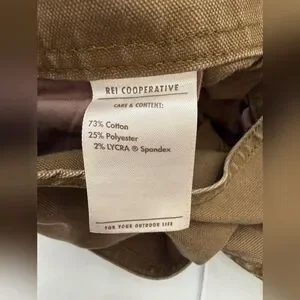 REI COOPERATIVE
CARE & CONTENT:
73% Cotton
25% Polyester
2% LYCRA ® Spandex
FOR YOUR OUTDOOR LIFE